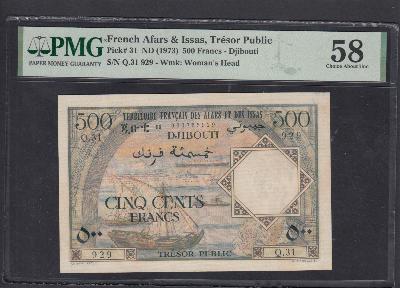 PMG
PAPER MONEY GUARANTY
French Afars & Issas, Trésor Public
Pick# 31 ND (1973) 500 Francs - Djibouti
S/N Q.31 929 - Wmk: Woman's Head
58
Choice About Unc
TERRITOIRE FRANÇAIS DES AFARS ET DES ISSAS
500
500
Q.31
DJIBOUTI
جيبوتي
929
خمسمئة فرنك
CINQ CENTS
FRANCS
٥٠٠
٥٠٠
929
TRÉSOR PUBLIC
Q.31